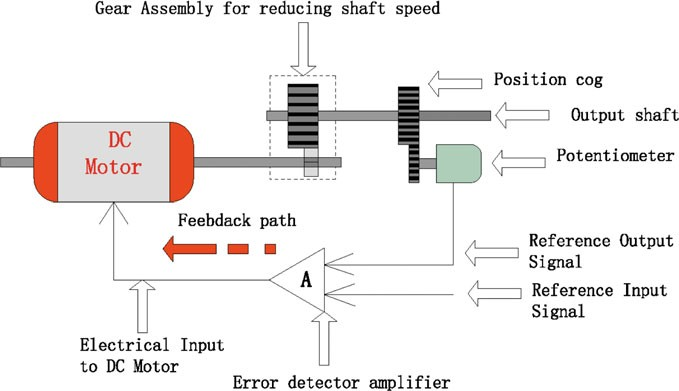 Gear Assembly for reducing shaft speed
Position cog
Output shaft
DC
Motor
Potentiometer
Feebdack path
Reference Output
Signal
A
Reference Input
Signal
Electrical Input
to DC Motor
Error detector amplifier